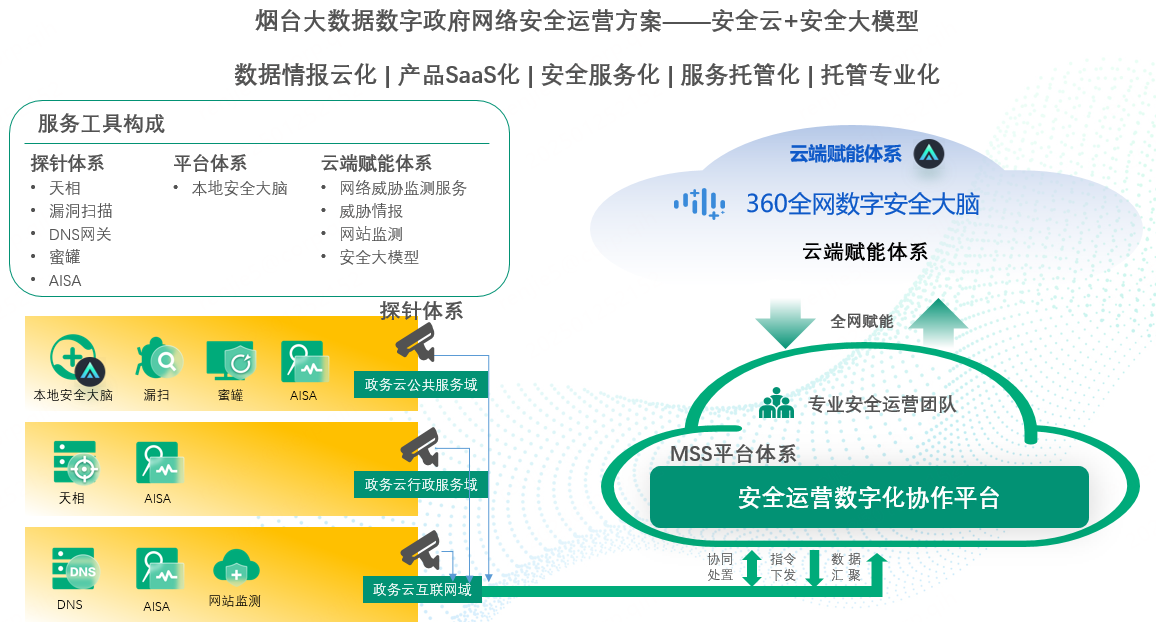 烟台大数据数字政府网络安全运营方案——安全云+安全大模型
数据情报云化 | 产品SaaS化 | 安全服务化 | 服务托管化 | 托管专业化
服务工具构成
探针体系
• 天相
• 漏洞扫描
• DNS网关
• 蜜罐
• AISA
平台体系
• 本地安全大脑
云端赋能体系
• 网络威胁监测服务
• 威胁情报
• 网站监测
• 安全大模型
探针体系
本地安全大脑
漏扫
蜜罐
AISA
政务云公共服务域
天相
AISA
政务云行政服务域
DNS
DNS
AISA
网站监测
政务云互联网域
云端赋能体系
360全网数字安全大脑
云端赋能体系
全网赋能
专业安全运营团队
MSS平台体系
安全运营数字化协作平台
协同
处置
指令
下发
数据
汇聚